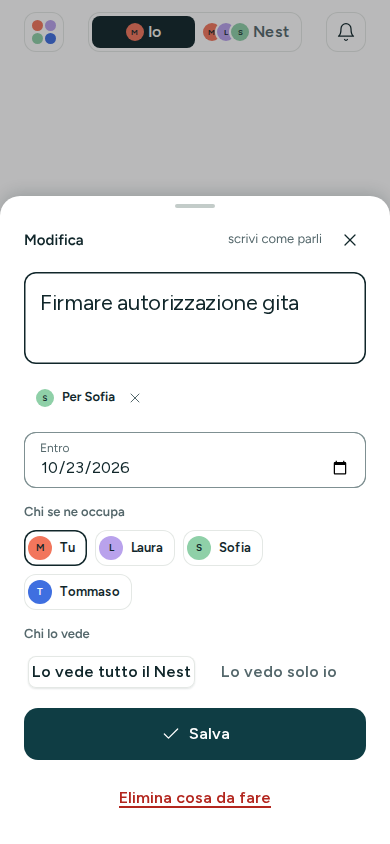 M Io
M L S Nest
Modifica
scrivi come parli
Firmare autorizzazione gita
S Per Sofia
Entro
10/23/2026
Chi se ne occupa
M Tu
L Laura
S Sofia
T Tommaso
Chi lo vede
Lo vede tutto il Nest
Lo vedo solo io
Salva
Elimina cosa da fare